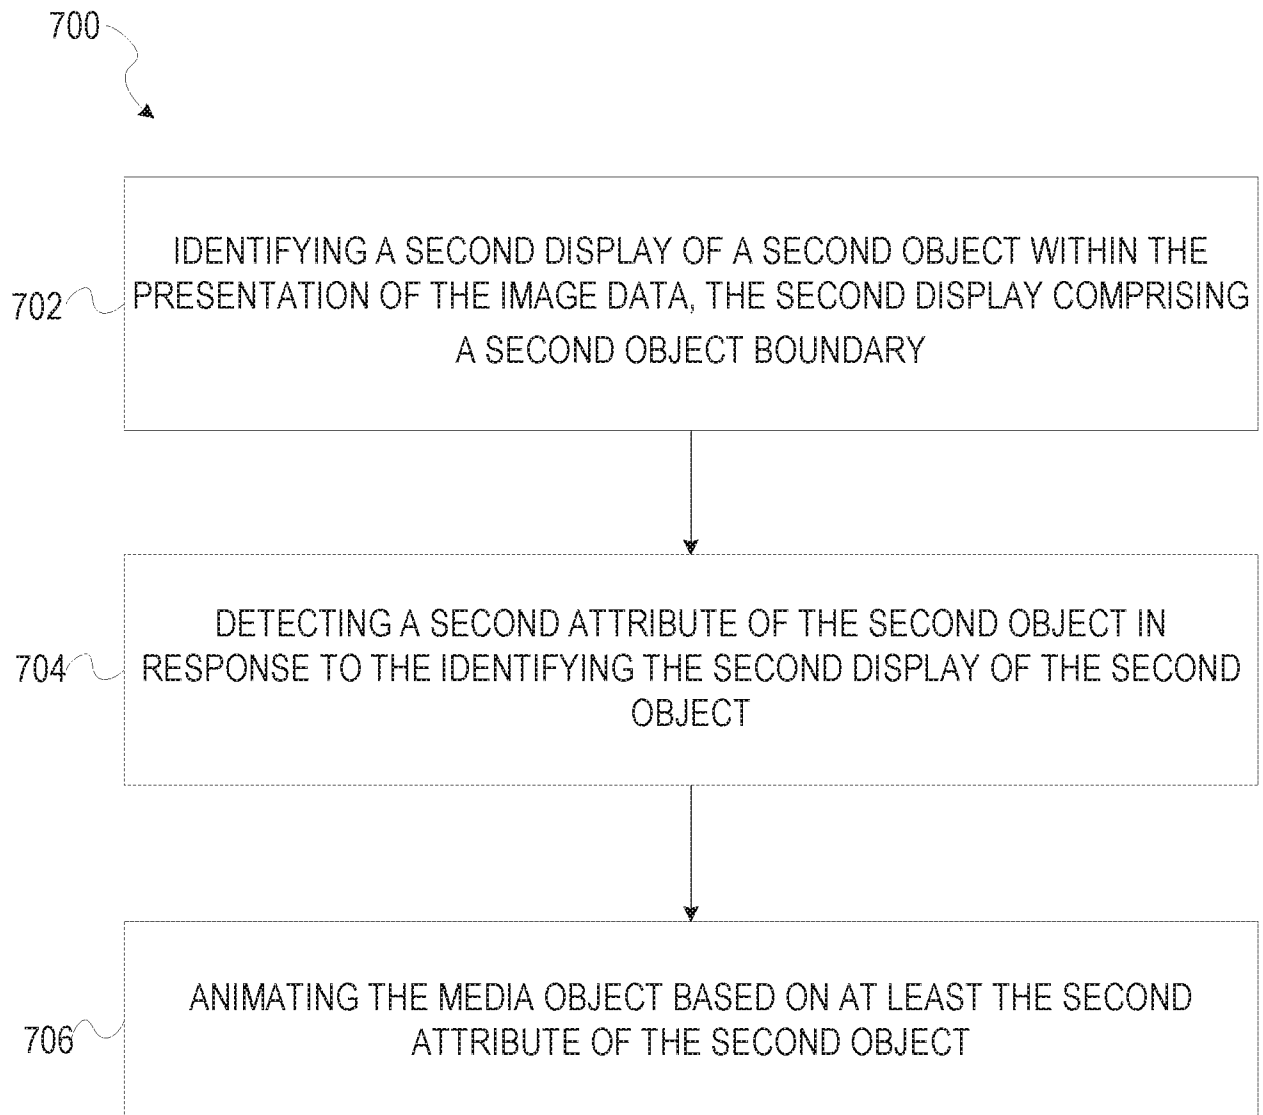 700
IDENTIFYING A SECOND DISPLAY OF A SECOND OBJECT WITHIN THE
PRESENTATION OF THE IMAGE DATA, THE SECOND DISPLAY COMPRISING
A SECOND OBJECT BOUNDARY
702
DETECTING A SECOND ATTRIBUTE OF THE SECOND OBJECT IN
RESPONSE TO THE IDENTIFYING THE SECOND DISPLAY OF THE SECOND
OBJECT
704
ANIMATING THE MEDIA OBJECT BASED ON AT LEAST THE SECOND
ATTRIBUTE OF THE SECOND OBJECT
706